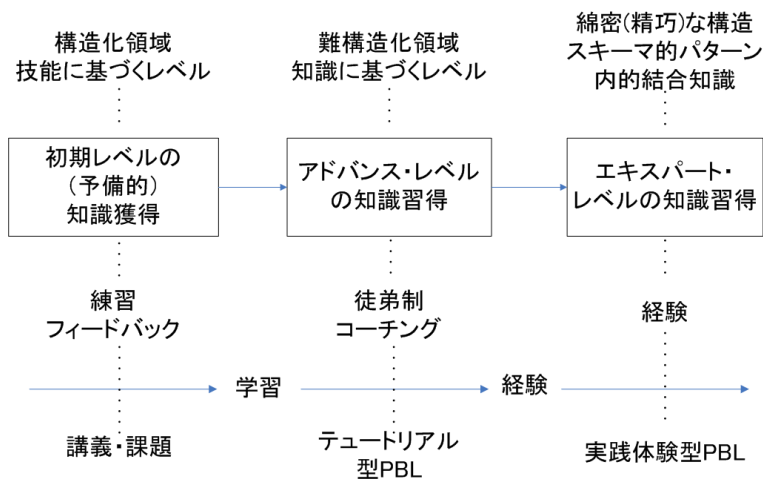 構造化領域
技能に基づくレベル
難構造化領域
知識に基づくレベル
綿密(精巧)な構造
スキーマ的パターン
内的結合知識
初期レベルの
(予備的)
知識獲得
アドバンス・レベル
の知識習得
エキスパート・
レベルの知識習得
練習
フィードバック
徒弟制
コーチング
経験
学習
経験
講義・課題
テュートリアル
型PBL
実践体験型PBL